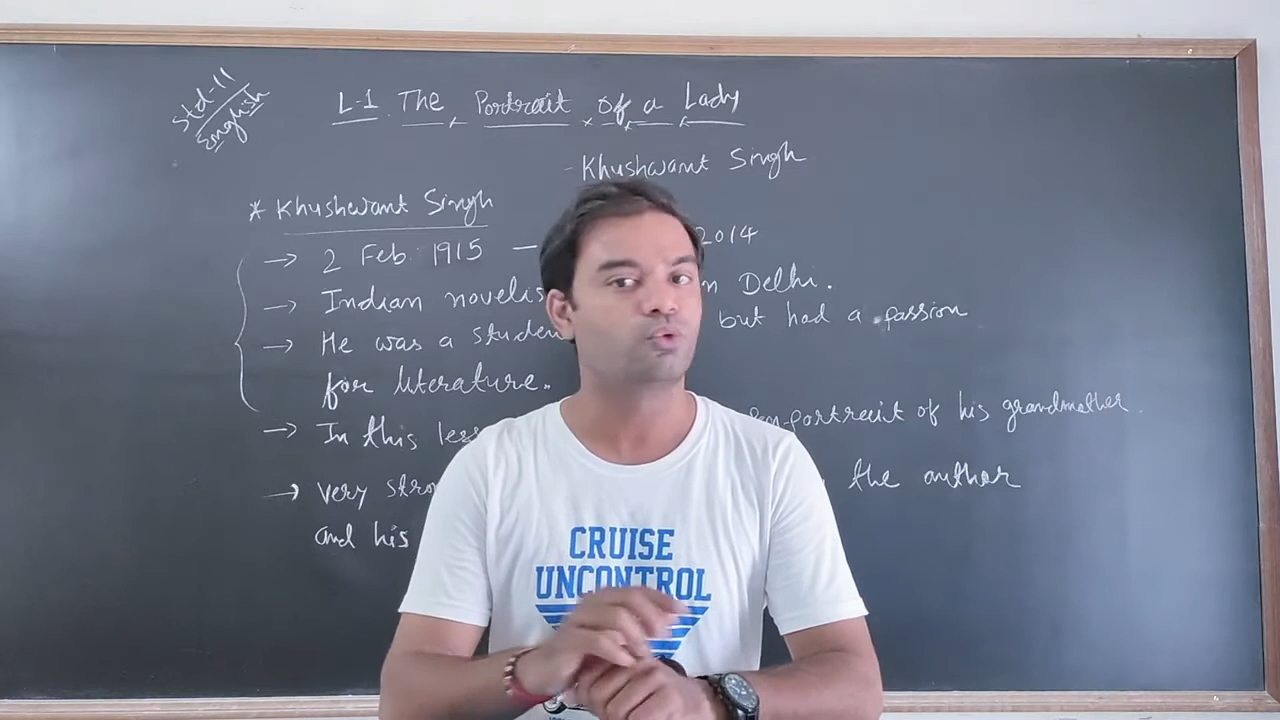 Std-11
English
L-1. The Portrait of a Lady
- Khushwant Singh
* Khushwant Singh
→ 2 Feb. 1915 — 2014
→ Indian novelis n Delhi.
→ He was a studen but had a passion
for literature.
→ In this les Pen-portrait of his grandmother.
→ Very stro the author
and his
CRUISE
UNCONTROL